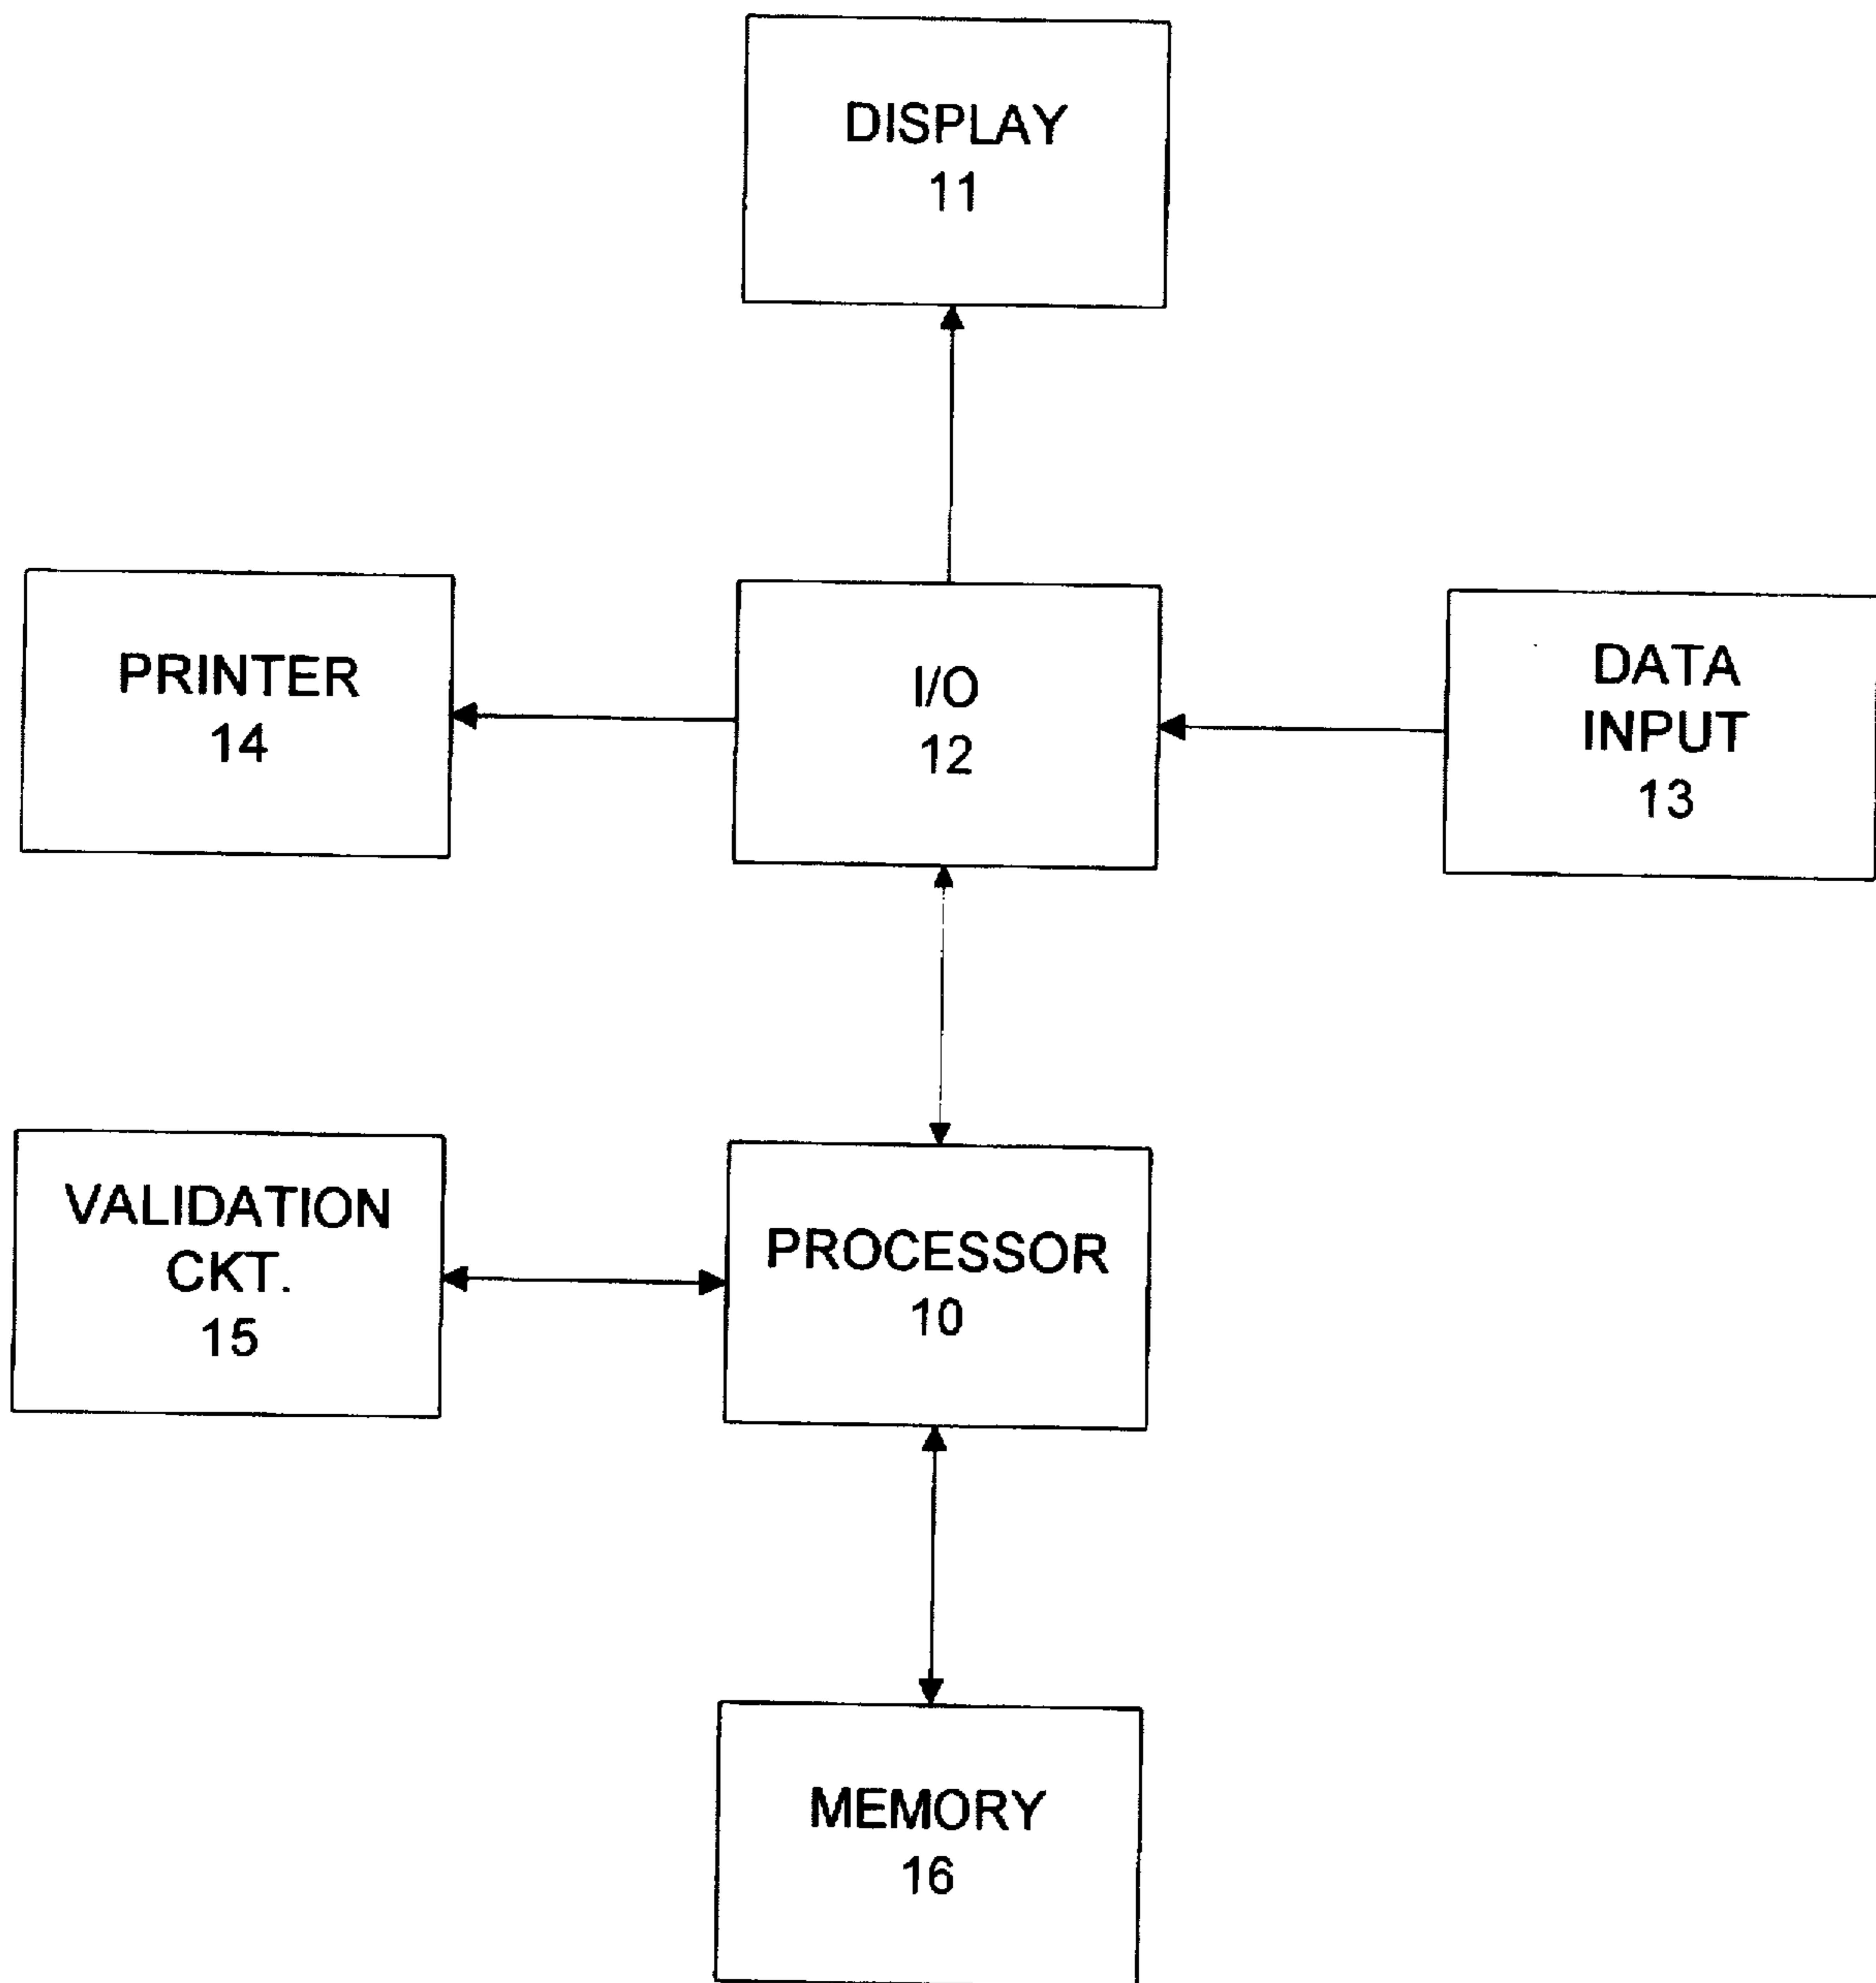 DISPLAY
11
PRINTER
14
I/O
12
DATA
INPUT
13
VALIDATION
CKT.
15
PROCESSOR
10
MEMORY
16